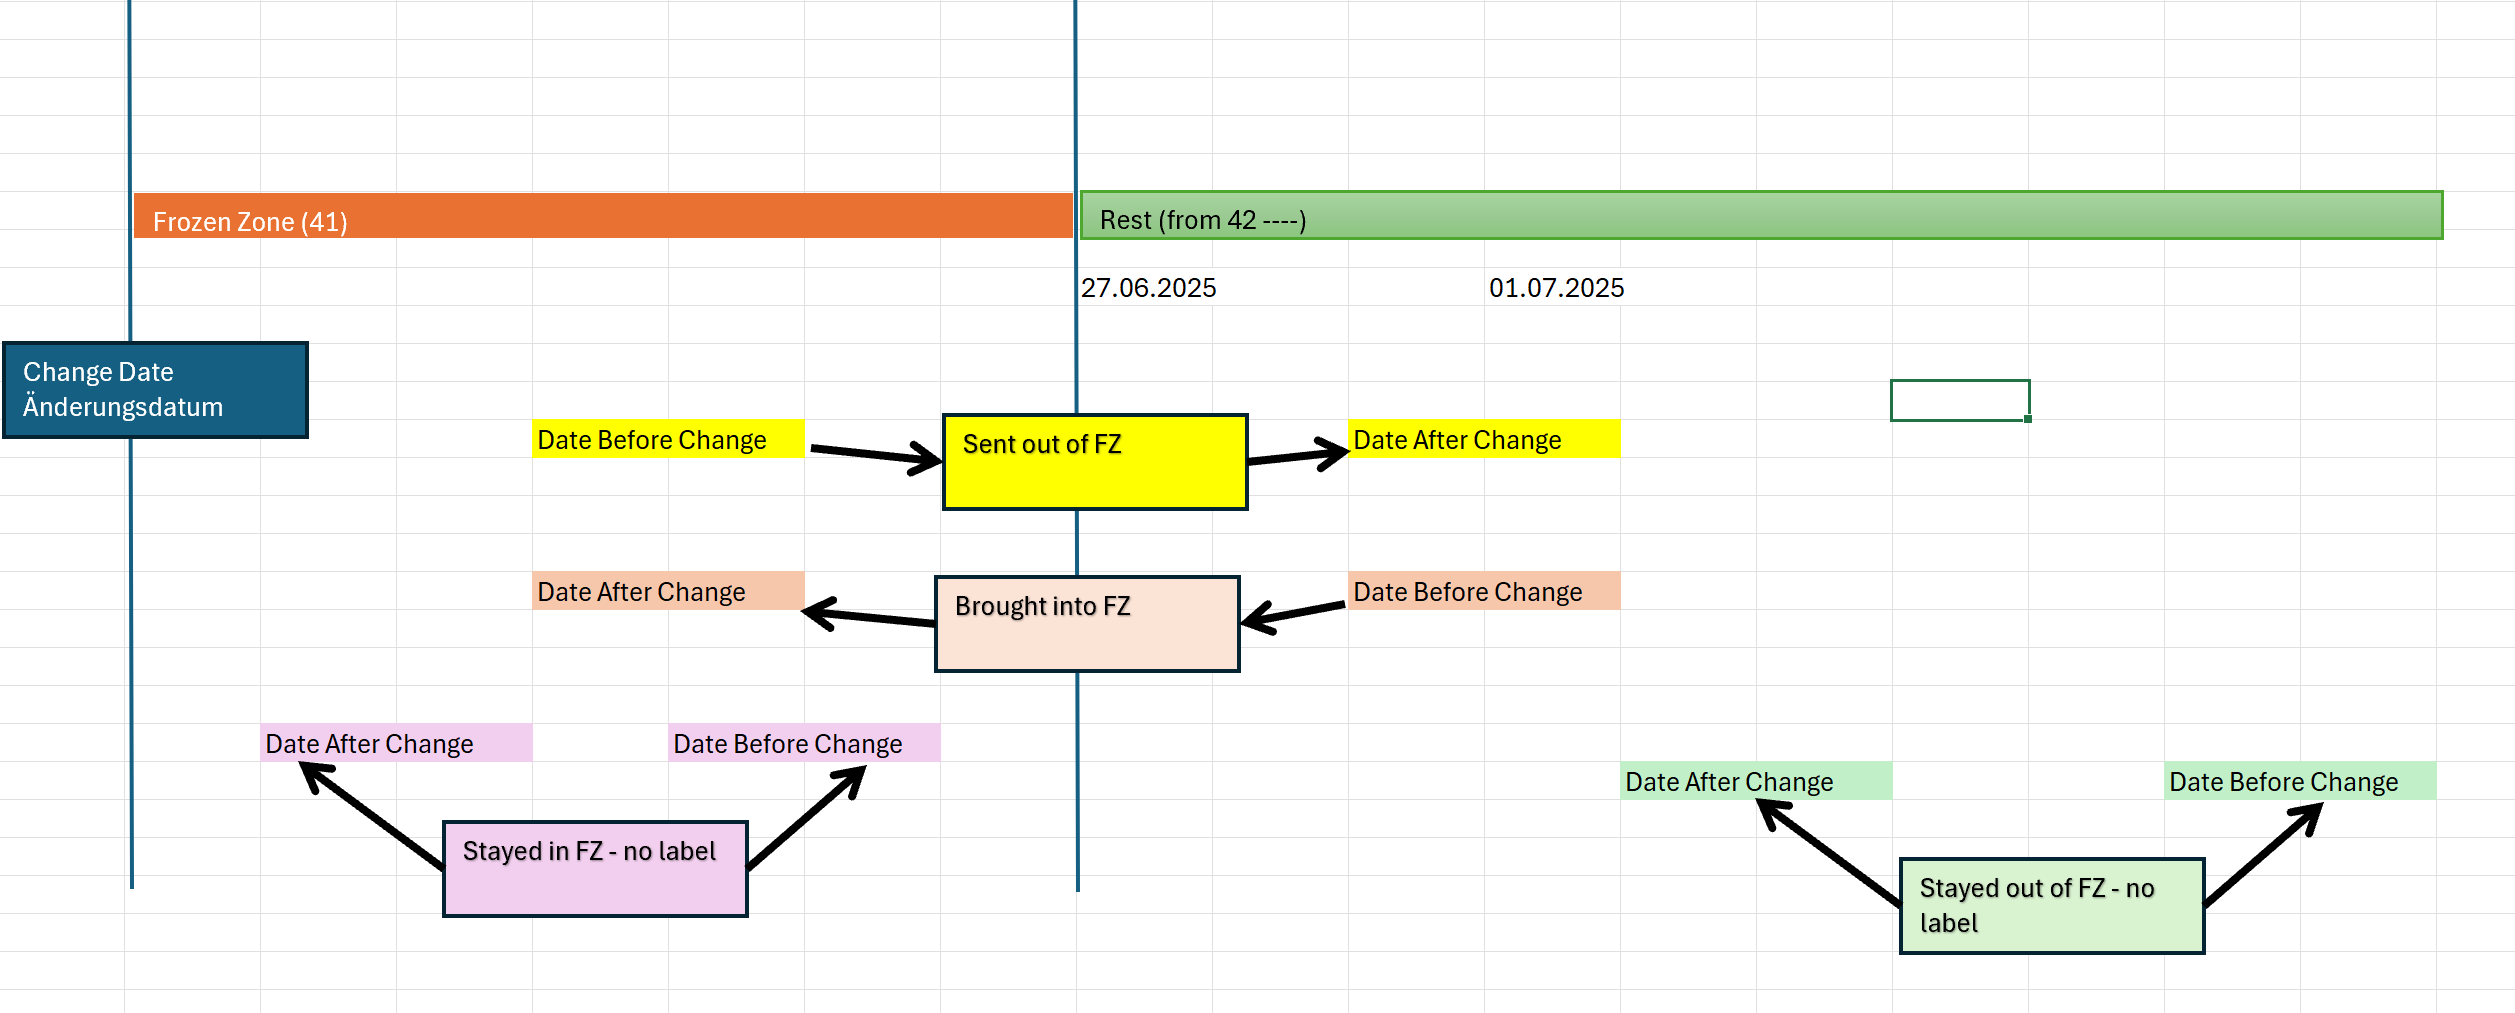 Frozen Zone (41)
Rest (from 42 ----)
27.06.2025
01.07.2025
Change Date
Änderungsdatum
Date Before Change
Sent out of FZ
Date After Change
Date After Change
Brought into FZ
Date Before Change
Date After Change
Date Before Change
Stayed in FZ - no label
Date After Change
Date Before Change
Stayed out of FZ - no
label